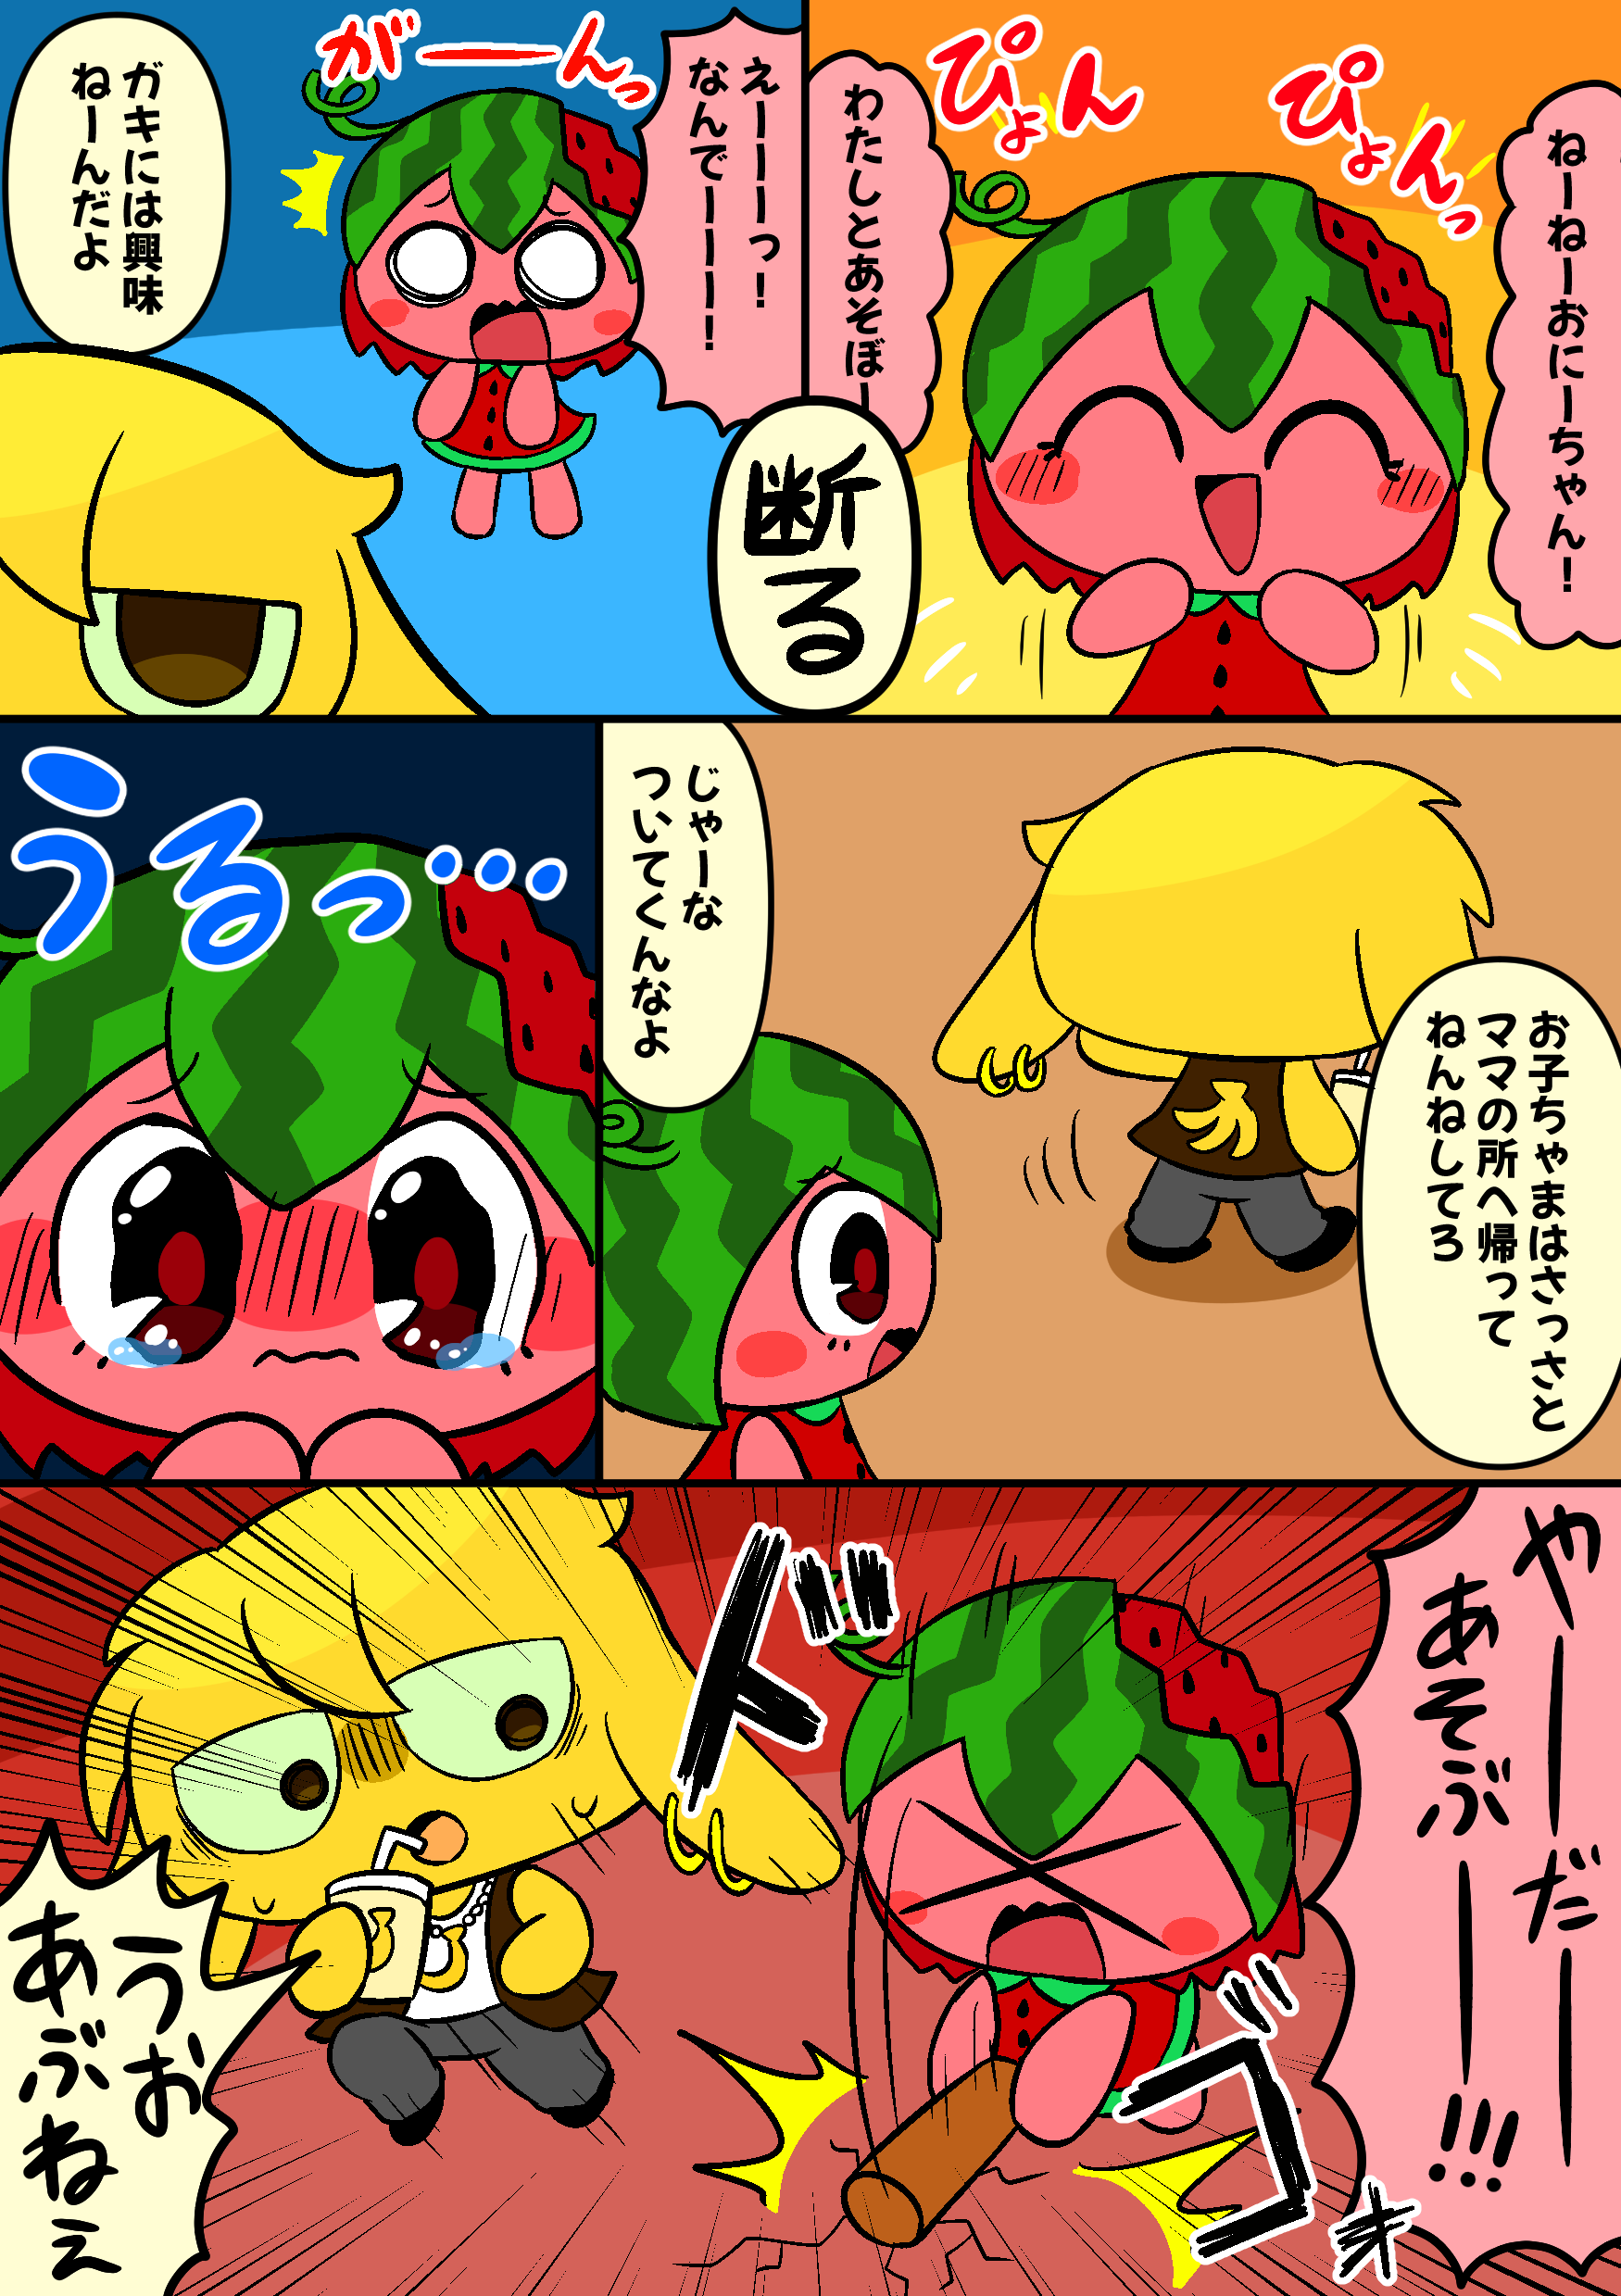 ねーねーおにーちゃん!
ぴょん
ぴょんっ
わたしとあそぼー
断る
えーーーっ!
なんでーーー!
がーんっ
ガキには興味
ねーんだよ
お子ちゃまはさっさと
ママの所へ帰って
ねんねしてろ
じゃーな
ついてくんなよ
うるっ…
やーだー
あそぶーー!!!
ドゴォ
うお
あぶねえ